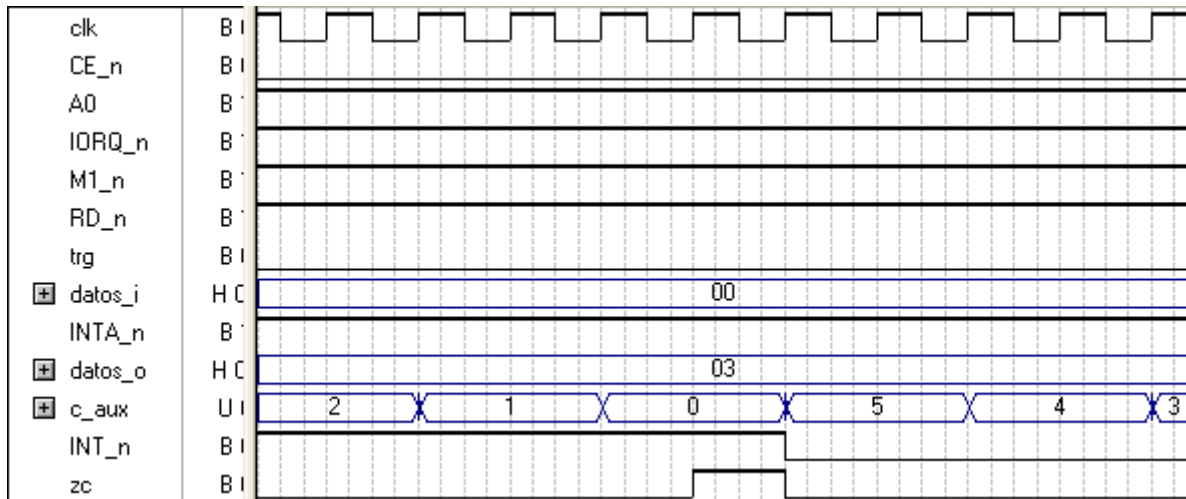 clk B
CE_n B
A0 B
IORQ_n B
M1_n B
RD_n B
trg B
+ datos_i H 00
INTA_n B
+ datos_o H 03
+ c_aux U 2 1 0 5 4 3
INT_n B
zc B